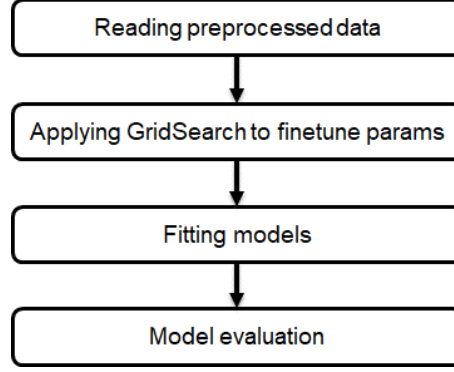 Reading preprocessed data
Applying GridSearch to finetune params
Fitting models
Model evaluation